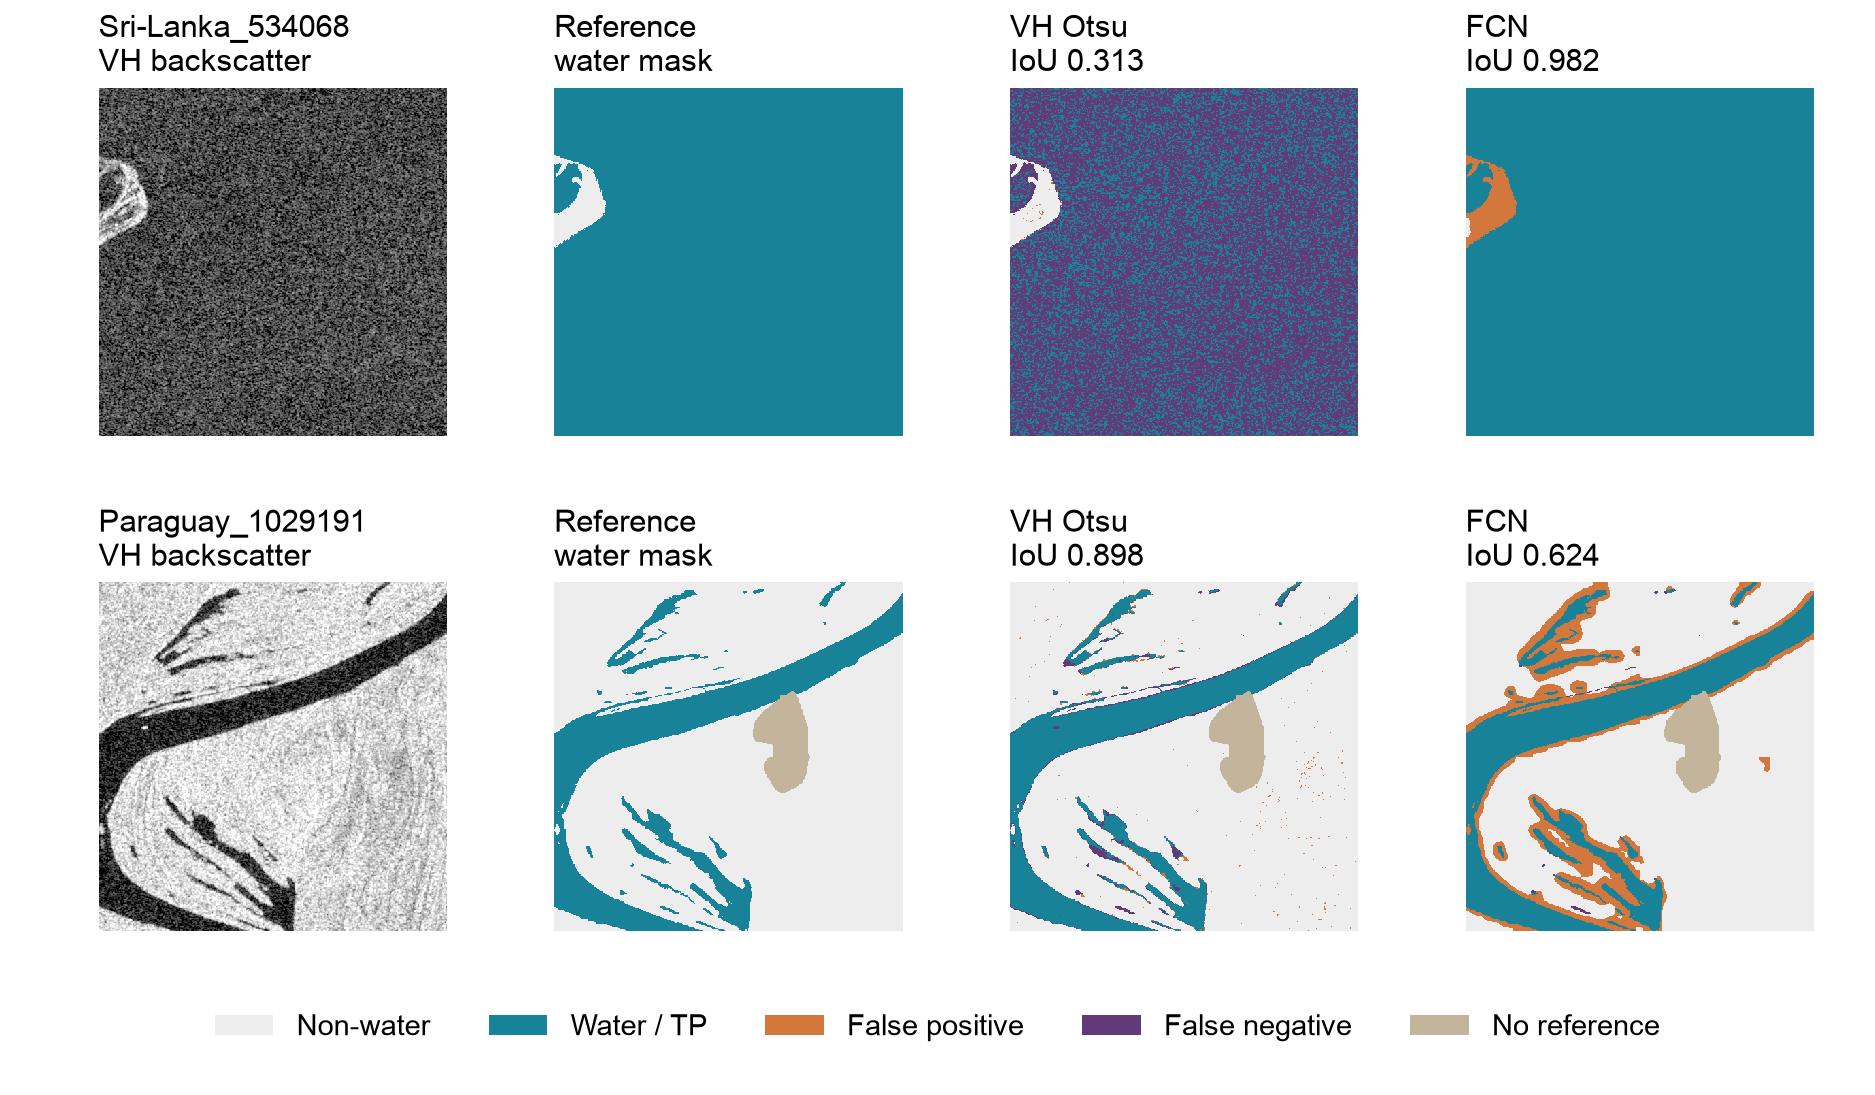 Sri-Lanka_534068
VH backscatter
Reference
water mask
VH Otsu
IoU 0.313
FCN
IoU 0.982
Paraguay_1029191
VH backscatter
Reference
water mask
VH Otsu
IoU 0.898
FCN
IoU 0.624
Non-water
Water / TP
False positive
False negative
No reference